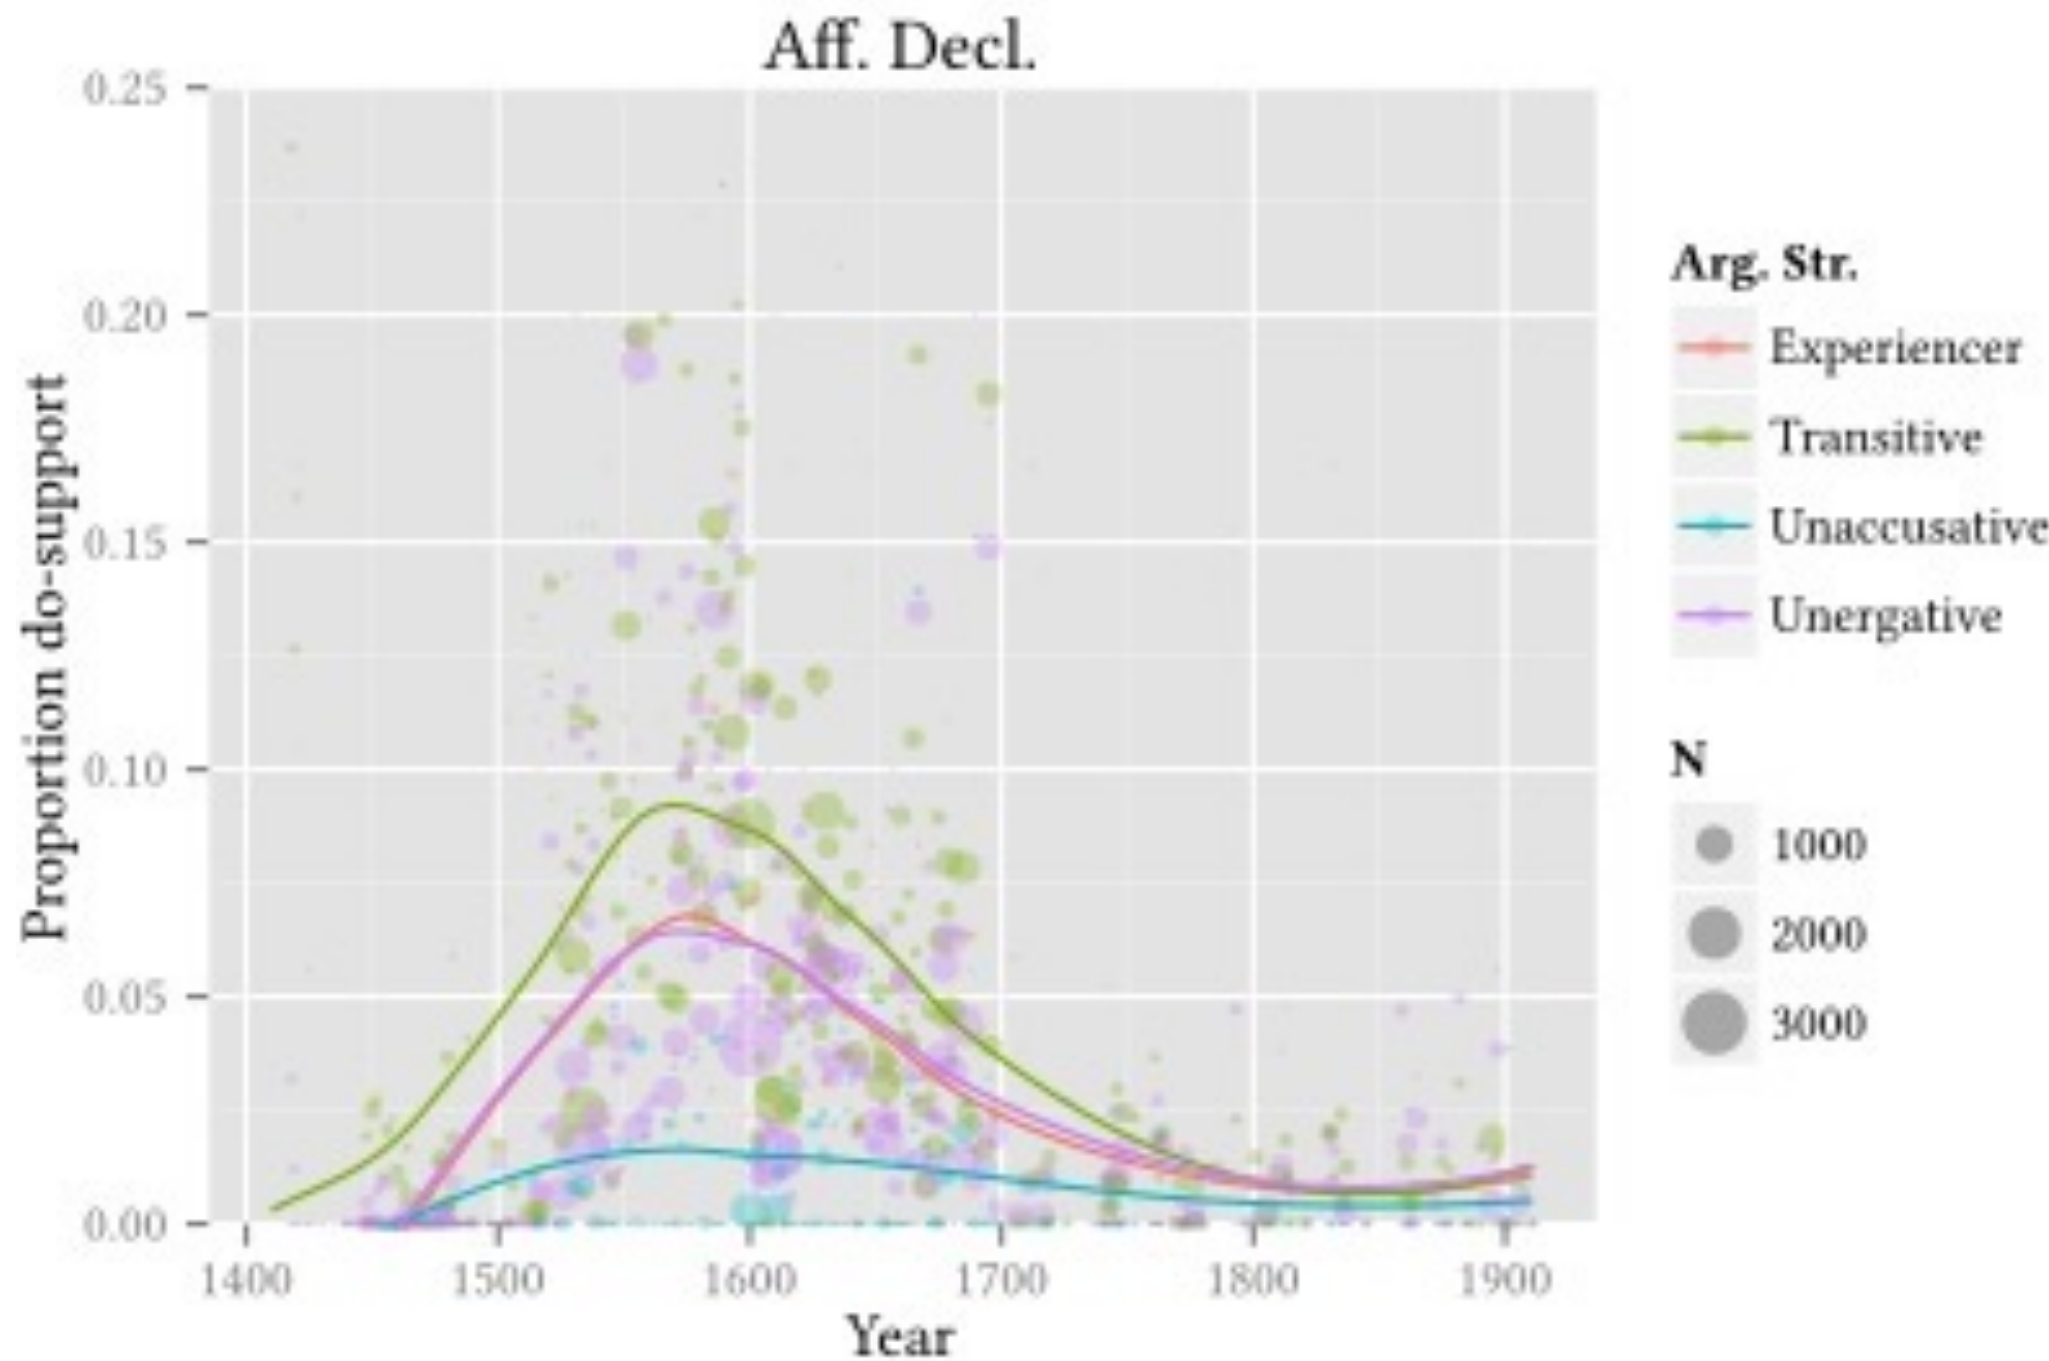 Aff. Decl.
0.25
0.20
0.15
0.10
0.05
0.00
Proportion do-support
1400 1500 1600 1700 1800 1900
Year
Arg. Str.
Experiencer
Transitive
Unaccusative
Unergative
N
1000
2000
3000